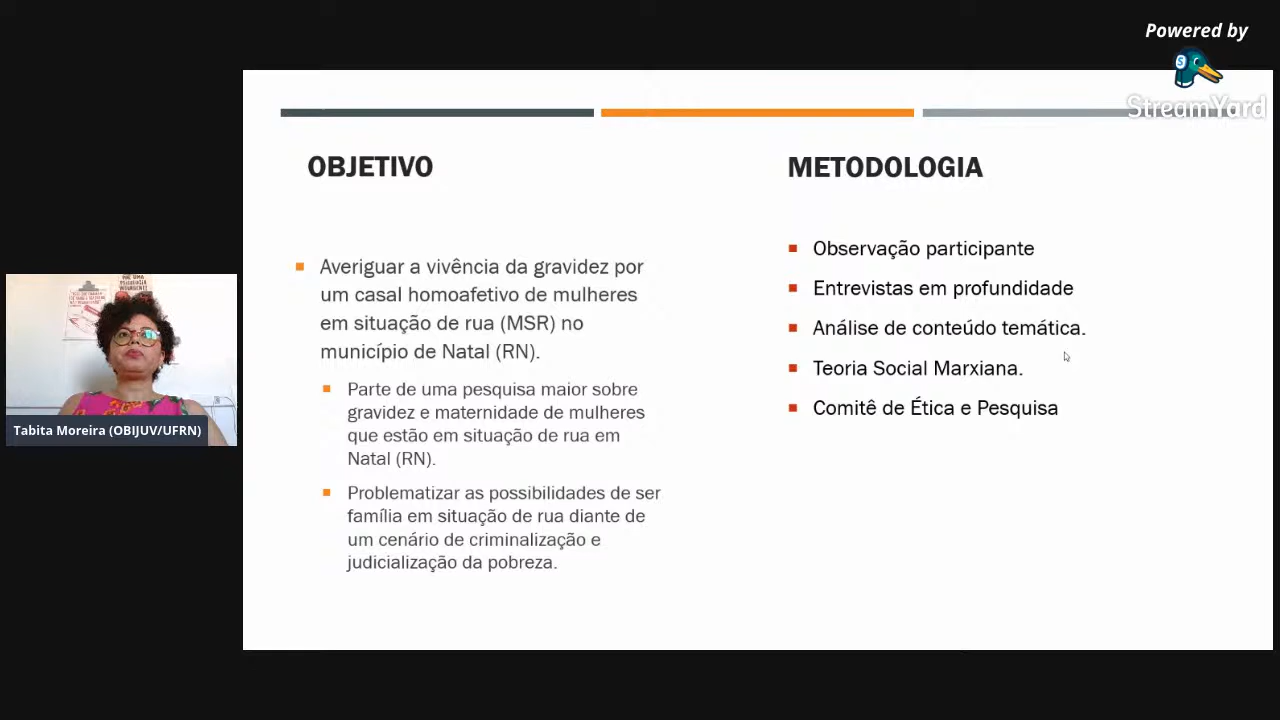 Powered by
StreamYard
OBJETIVO
Averiguar a vivência da gravidez por
um casal homoafetivo de mulheres
em situação de rua (MSR) no
município de Natal (RN).
Parte de uma pesquisa maior sobre
gravidez e maternidade de mulheres
que estão em situação de rua em
Natal (RN).
Problematizar as possibilidades de ser
família em situação de rua diante de
um cenário de criminalização e
judicialização da pobreza.
METODOLOGIA
Observação participante
Entrevistas em profundidade
Análise de conteúdo temática.
Teoria Social Marxiana.
Comitê de Ética e Pesquisa
Tabita Moreira (OBIJUV/UFRN)